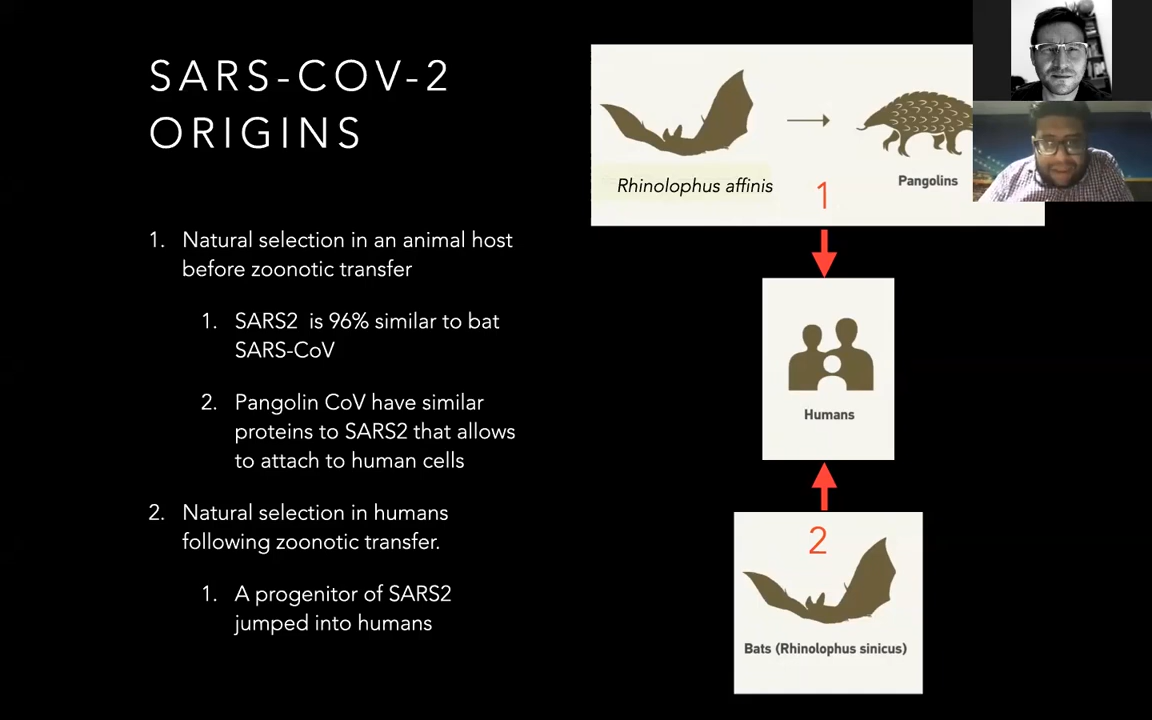 SARS-COV-2
ORIGINS
1. Natural selection in an animal host
before zoonotic transfer
1. SARS2 is 96% similar to bat
SARS-CoV
2. Pangolin CoV have similar
proteins to SARS2 that allows
to attach to human cells
2. Natural selection in humans
following zoonotic transfer.
1. A progenitor of SARS2
jumped into humans
Rhinolophus affinis
1
Pangolins
Humans
2
Bats (Rhinolophus sinicus)